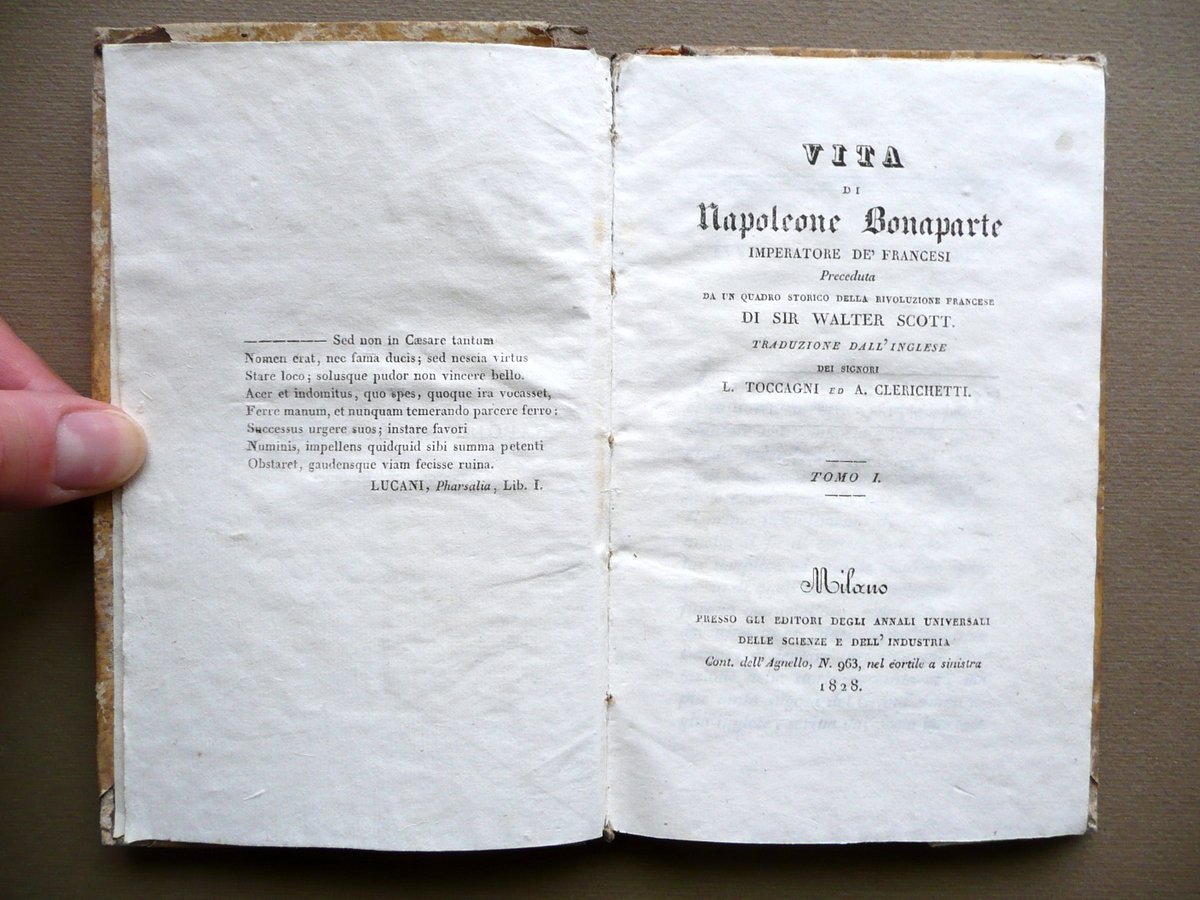 ————— Sed non in Cæsare tantum
Nomen erat, nec fama ducis; sed nescia virtus
Stare loco; solusque pudor non vincere bello.
Acer et indomitus, quo spes, quoque ira vocasset,
Ferre manum, et nunquam temerando parcere ferro:
Successus urgere suos; instare favori
Numinis, impellens quidquid sibi summa petenti
Obstaret, gaudensque viam fecisse ruina.
LUCANI, Pharsalia, Lib. I.
VITA
DI
Napoleone Bonaparte
IMPERATORE DE' FRANCESI
Preceduta
DA UN QUADRO STORICO DELLA RIVOLUZIONE FRANCESE
DI SIR WALTER SCOTT.
TRADUZIONE DALL' INGLESE
DEI SIGNORI
L. TOCCAGNI ED A. CLERICHETTI.
TOMO I.
Milano
PRESSO GLI EDITORI DEGLI ANNALI UNIVERSALI
DELLE SCIENZE E DELL' INDUSTRIA
Cont. dell'Agnello, N. 963, nel cortile a sinistra
1828.